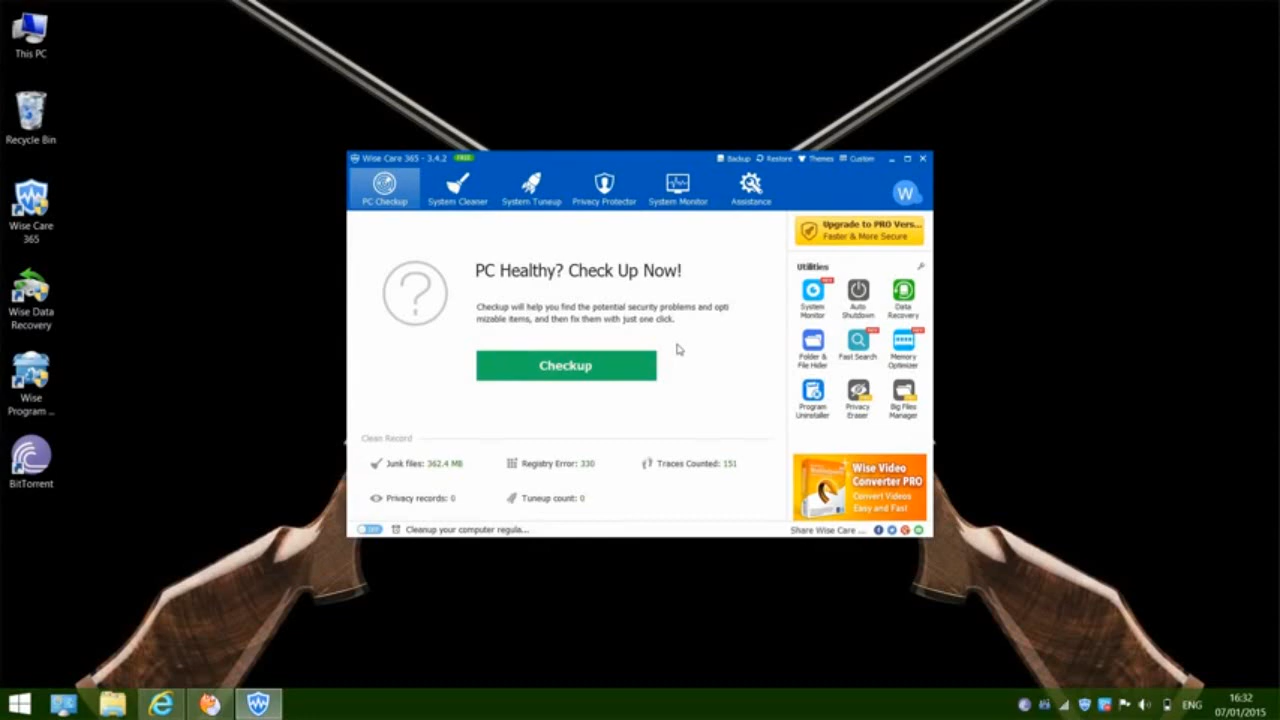 This PC
Recycle Bin
Wise Care
365
Wise Data
Recovery
Wise
Program ...
BitTorrent
Wise Care 365 - 3.4.2 FREE
Backup Restore Themes Custom
PC Checkup System Cleaner System Tuneup Privacy Protector System Monitor Assistance
W
PC Healthy? Check Up Now!
Checkup will help you find the potential security problems and opti
mizable items, and then fix them with just one click.
Checkup
Clean Record
Junk files: 362.4 MB Registry Error: 330 Traces Counted: 151
Privacy records: 0 Tuneup count: 0
OFF Cleanup your computer regula...
Upgrade to PRO Vers...
Faster & More Secure
Utilities
System
Monitor
Auto
Shutdown
Data
Recovery
Folder &
File Hider
Fast Search
Memory
Optimizer
Program
Uninstaller
Privacy
Eraser
Big Files
Manager
Wise Video
Converter PRO
Convert Videos
Easy and Fast
Share Wise Care ...
ENG
16:32
07/01/2015